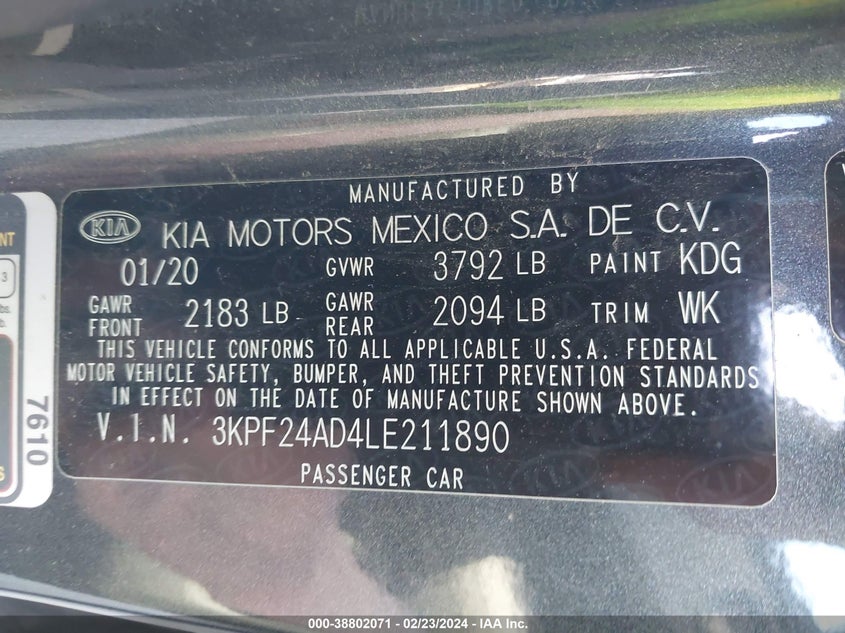 MANUFACTURED BY
KIA KIA MOTORS MEXICO S.A. DE C.V.
01/20 GVWR 3792 LB PAINT KDG
GAWR FRONT 2183 LB GAWR REAR 2094 LB TRIM WK
THIS VEHICLE CONFORMS TO ALL APPLICABLE U.S.A. FEDERAL
MOTOR VEHICLE SAFETY, BUMPER, AND THEFT PREVENTION STANDARDS
IN EFFECT ON THE DATE OF MANUFACTURE SHOWN ABOVE.
V.I.N. 3KPF24AD4LE211890
PASSENGER CAR
7610
000-38802071 - 02/23/2024 - IAA Inc.